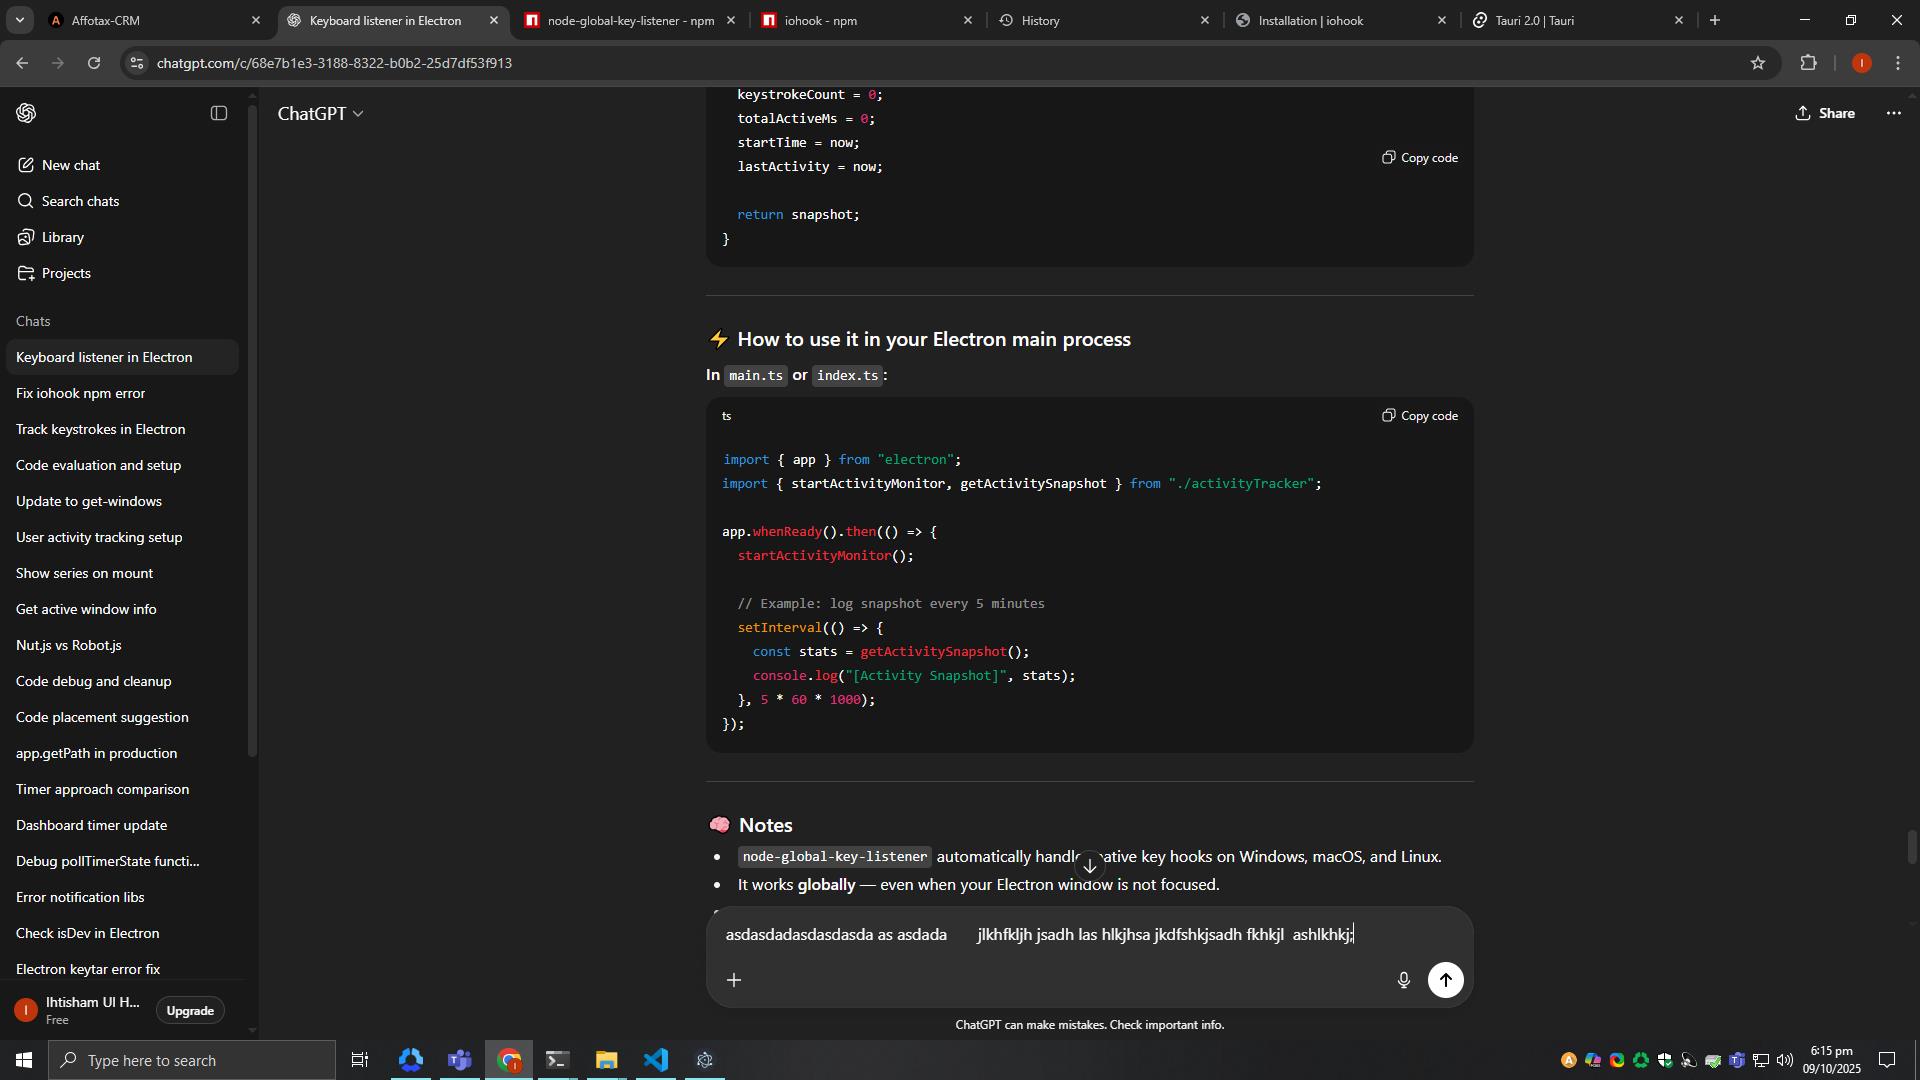 Affotax-CRM
Keyboard listener in Electron
node-global-key-listener - npm
iohook - npm
History
Installation | iohook
Tauri 2.0 | Tauri
chatgpt.com/c/68e7b1e3-3188-8322-b0b2-25d7df53f913
ChatGPT
Share
New chat
Search chats
Library
Projects
Chats
Keyboard listener in Electron
Fix iohook npm error
Track keystrokes in Electron
Code evaluation and setup
Update to get-windows
User activity tracking setup
Show series on mount
Get active window info
Nut.js vs Robot.js
Code debug and cleanup
Code placement suggestion
app.getPath in production
Timer approach comparison
Dashboard timer update
Debug pollTimerState functi...
Error notification libs
Check isDev in Electron
Electron keytar error fix
Ihtisham Ul H...
Free
Upgrade
keystrokeCount = 0;
totalActiveMs = 0;
startTime = now;
Copy code
lastActivity = now;
return snapshot;
}
⚡ How to use it in your Electron main process
In main.ts or index.ts:
ts
Copy code
import { app } from "electron";
import { startActivityMonitor, getActivitySnapshot } from "./activityTracker";
app.whenReady().then(() => {
startActivityMonitor();
// Example: log snapshot every 5 minutes
setInterval(() => {
const stats = getActivitySnapshot();
console.log("[Activity Snapshot]", stats);
}, 5 * 60 * 1000);
});
🧠 Notes
• node-global-key-listener automatically handles native key hooks on Windows, macOS, and Linux.
• It works globally — even when your Electron window is not focused.
asdasdadasdasdasda as asdada jlkhfkljh jsadh las hlkjhsa jkdfshkjsadh fkhkjl ashlkhkj;
ChatGPT can make mistakes. Check important info.
Type here to search
6:15 pm
09/10/2025